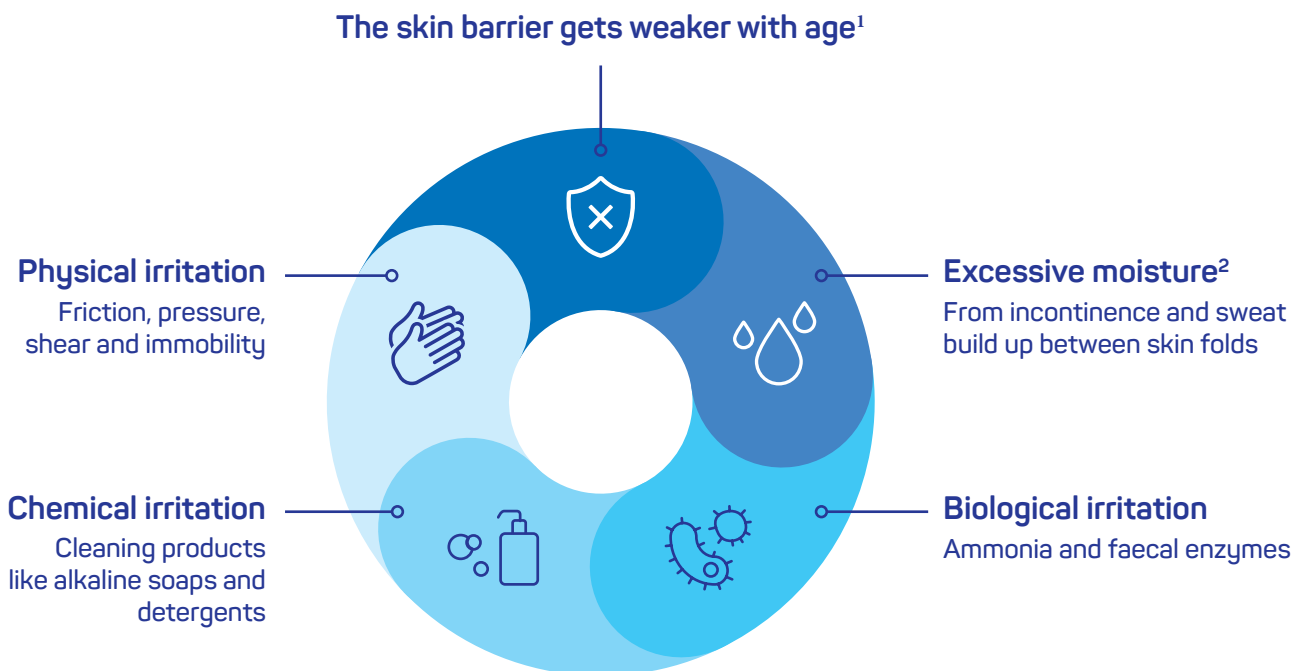 The skin barrier gets weaker with age¹
Physical irritation
Friction, pressure,
shear and immobility
Excessive moisture²
From incontinence and sweat
build up between skin folds
Chemical irritation
Cleaning products
like alkaline soaps and
detergents
Biological irritation
Ammonia and faecal enzymes